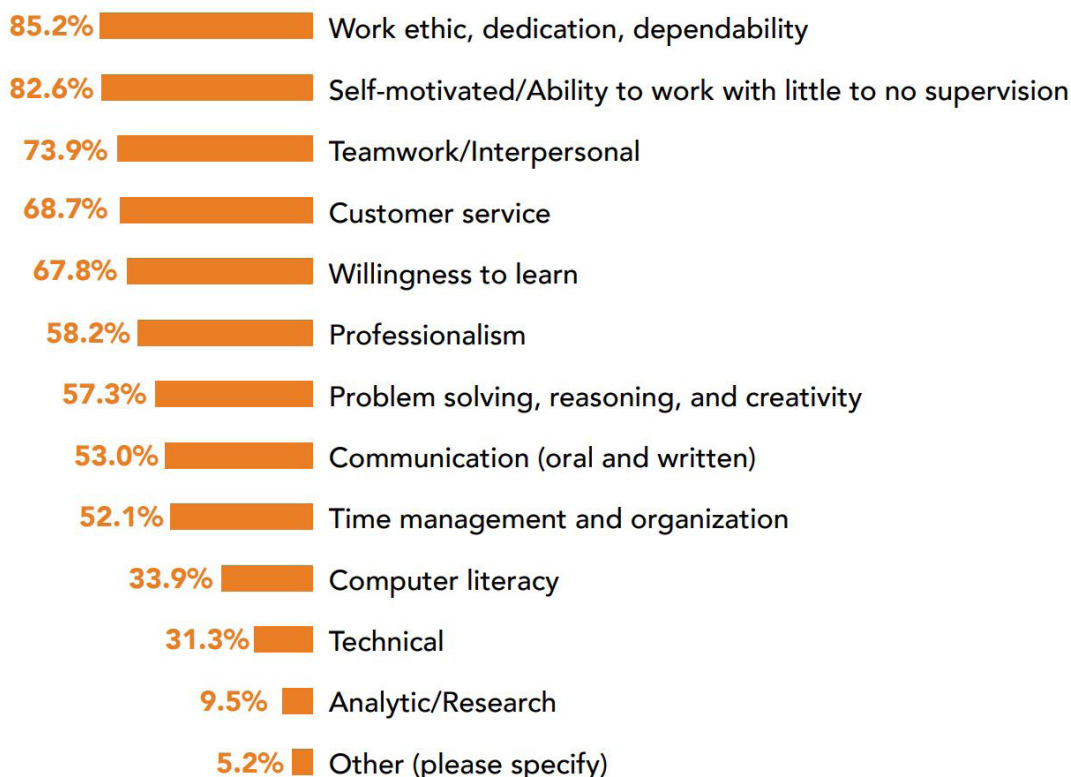 85.2% Work ethic, dedication, dependability
82.6% Self-motivated/Ability to work with little to no supervision
73.9% Teamwork/Interpersonal
68.7% Customer service
67.8% Willingness to learn
58.2% Professionalism
57.3% Problem solving, reasoning, and creativity
53.0% Communication (oral and written)
52.1% Time management and organization
33.9% Computer literacy
31.3% Technical
9.5% Analytic/Research
5.2% Other (please specify)